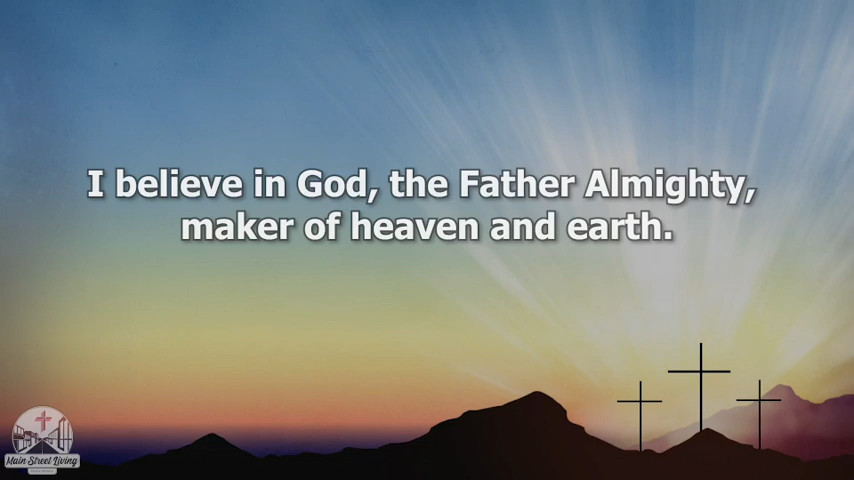 I believe in God, the Father Almighty,
maker of heaven and earth.
Main Street Living